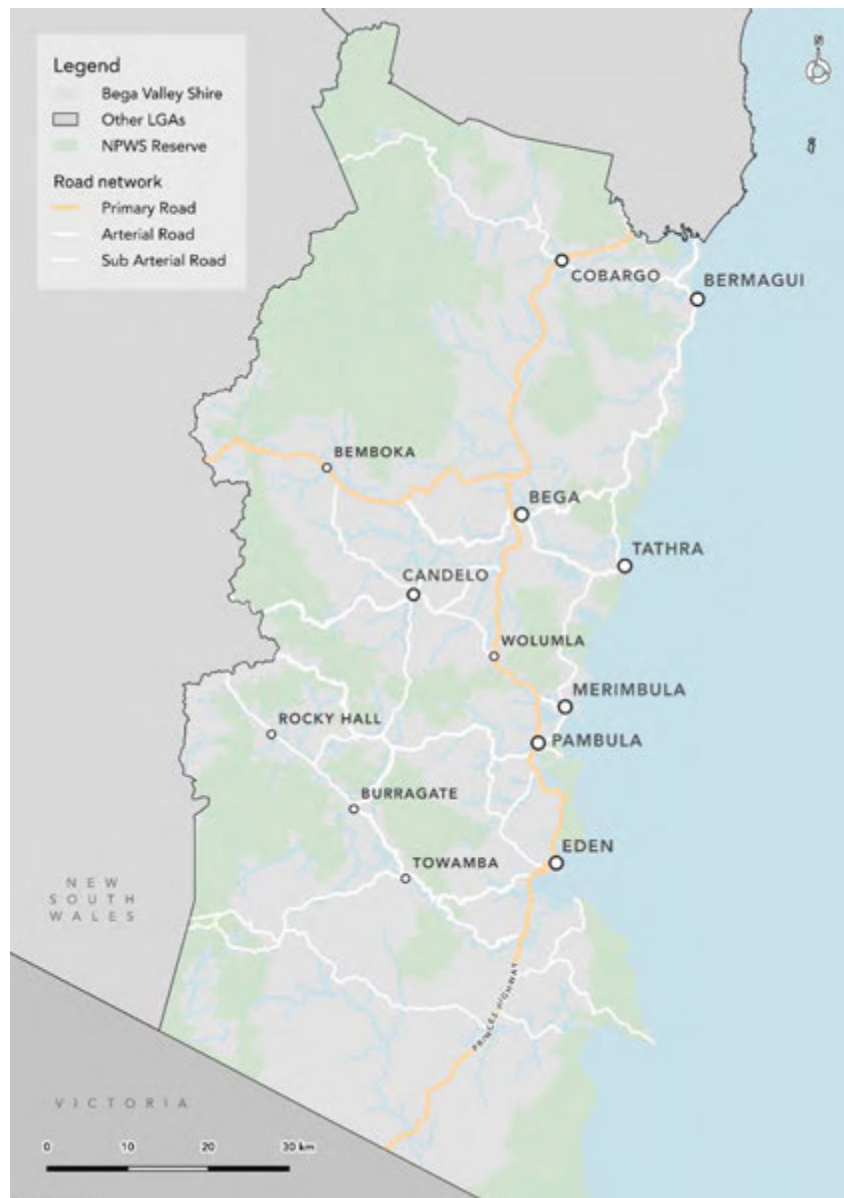 Legend
Bega Valley Shire
Other LGAs
NPWS Reserve
Road network
Primary Road
Arterial Road
Sub Arterial Road
N
COBARGO
BERMAGUI
BEMBOKA
BEGA
TATHRA
CANDELO
WOLUMLA
MERIMBULA
ROCKY HALL
PAMBULA
BURRAGATE
EDEN
TOWAMBA
NEW
SOUTH
WALES
PRINCES HIGHWAY
VICTORIA
0 10 20 30 km